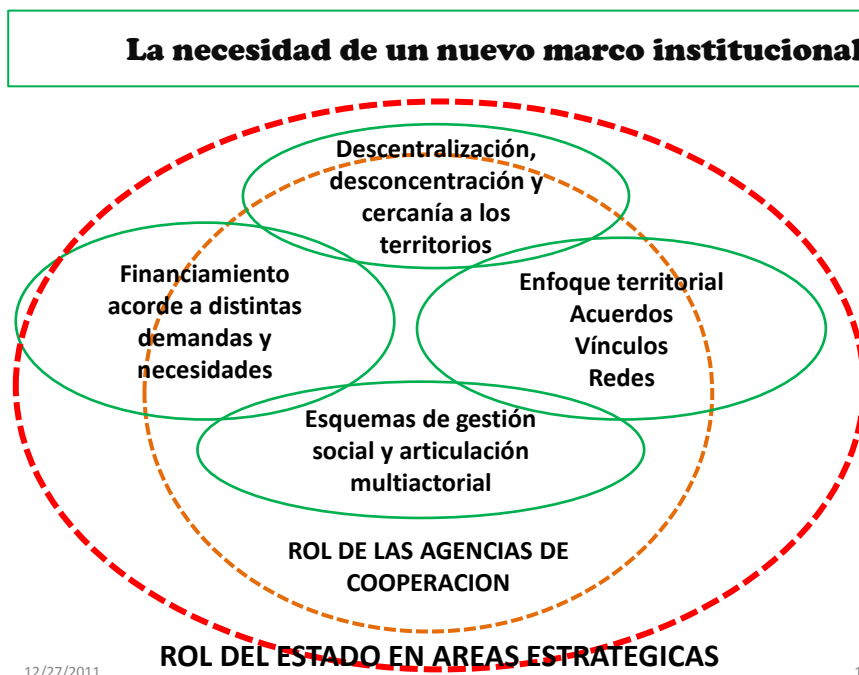 La necesidad de un nuevo marco institucional
Descentralización,
desconcentración y
cercanía a los
territorios
Financiamiento
acorde a distintas
demandas y
necesidades
Enfoque territorial
Acuerdos
Vínculos
Redes
Esquemas de gestión
social y articulación
multiactorial
ROL DE LAS AGENCIAS DE
COOPERACION
ROL DEL ESTADO EN AREAS ESTRATEGICAS
12/27/2011
1